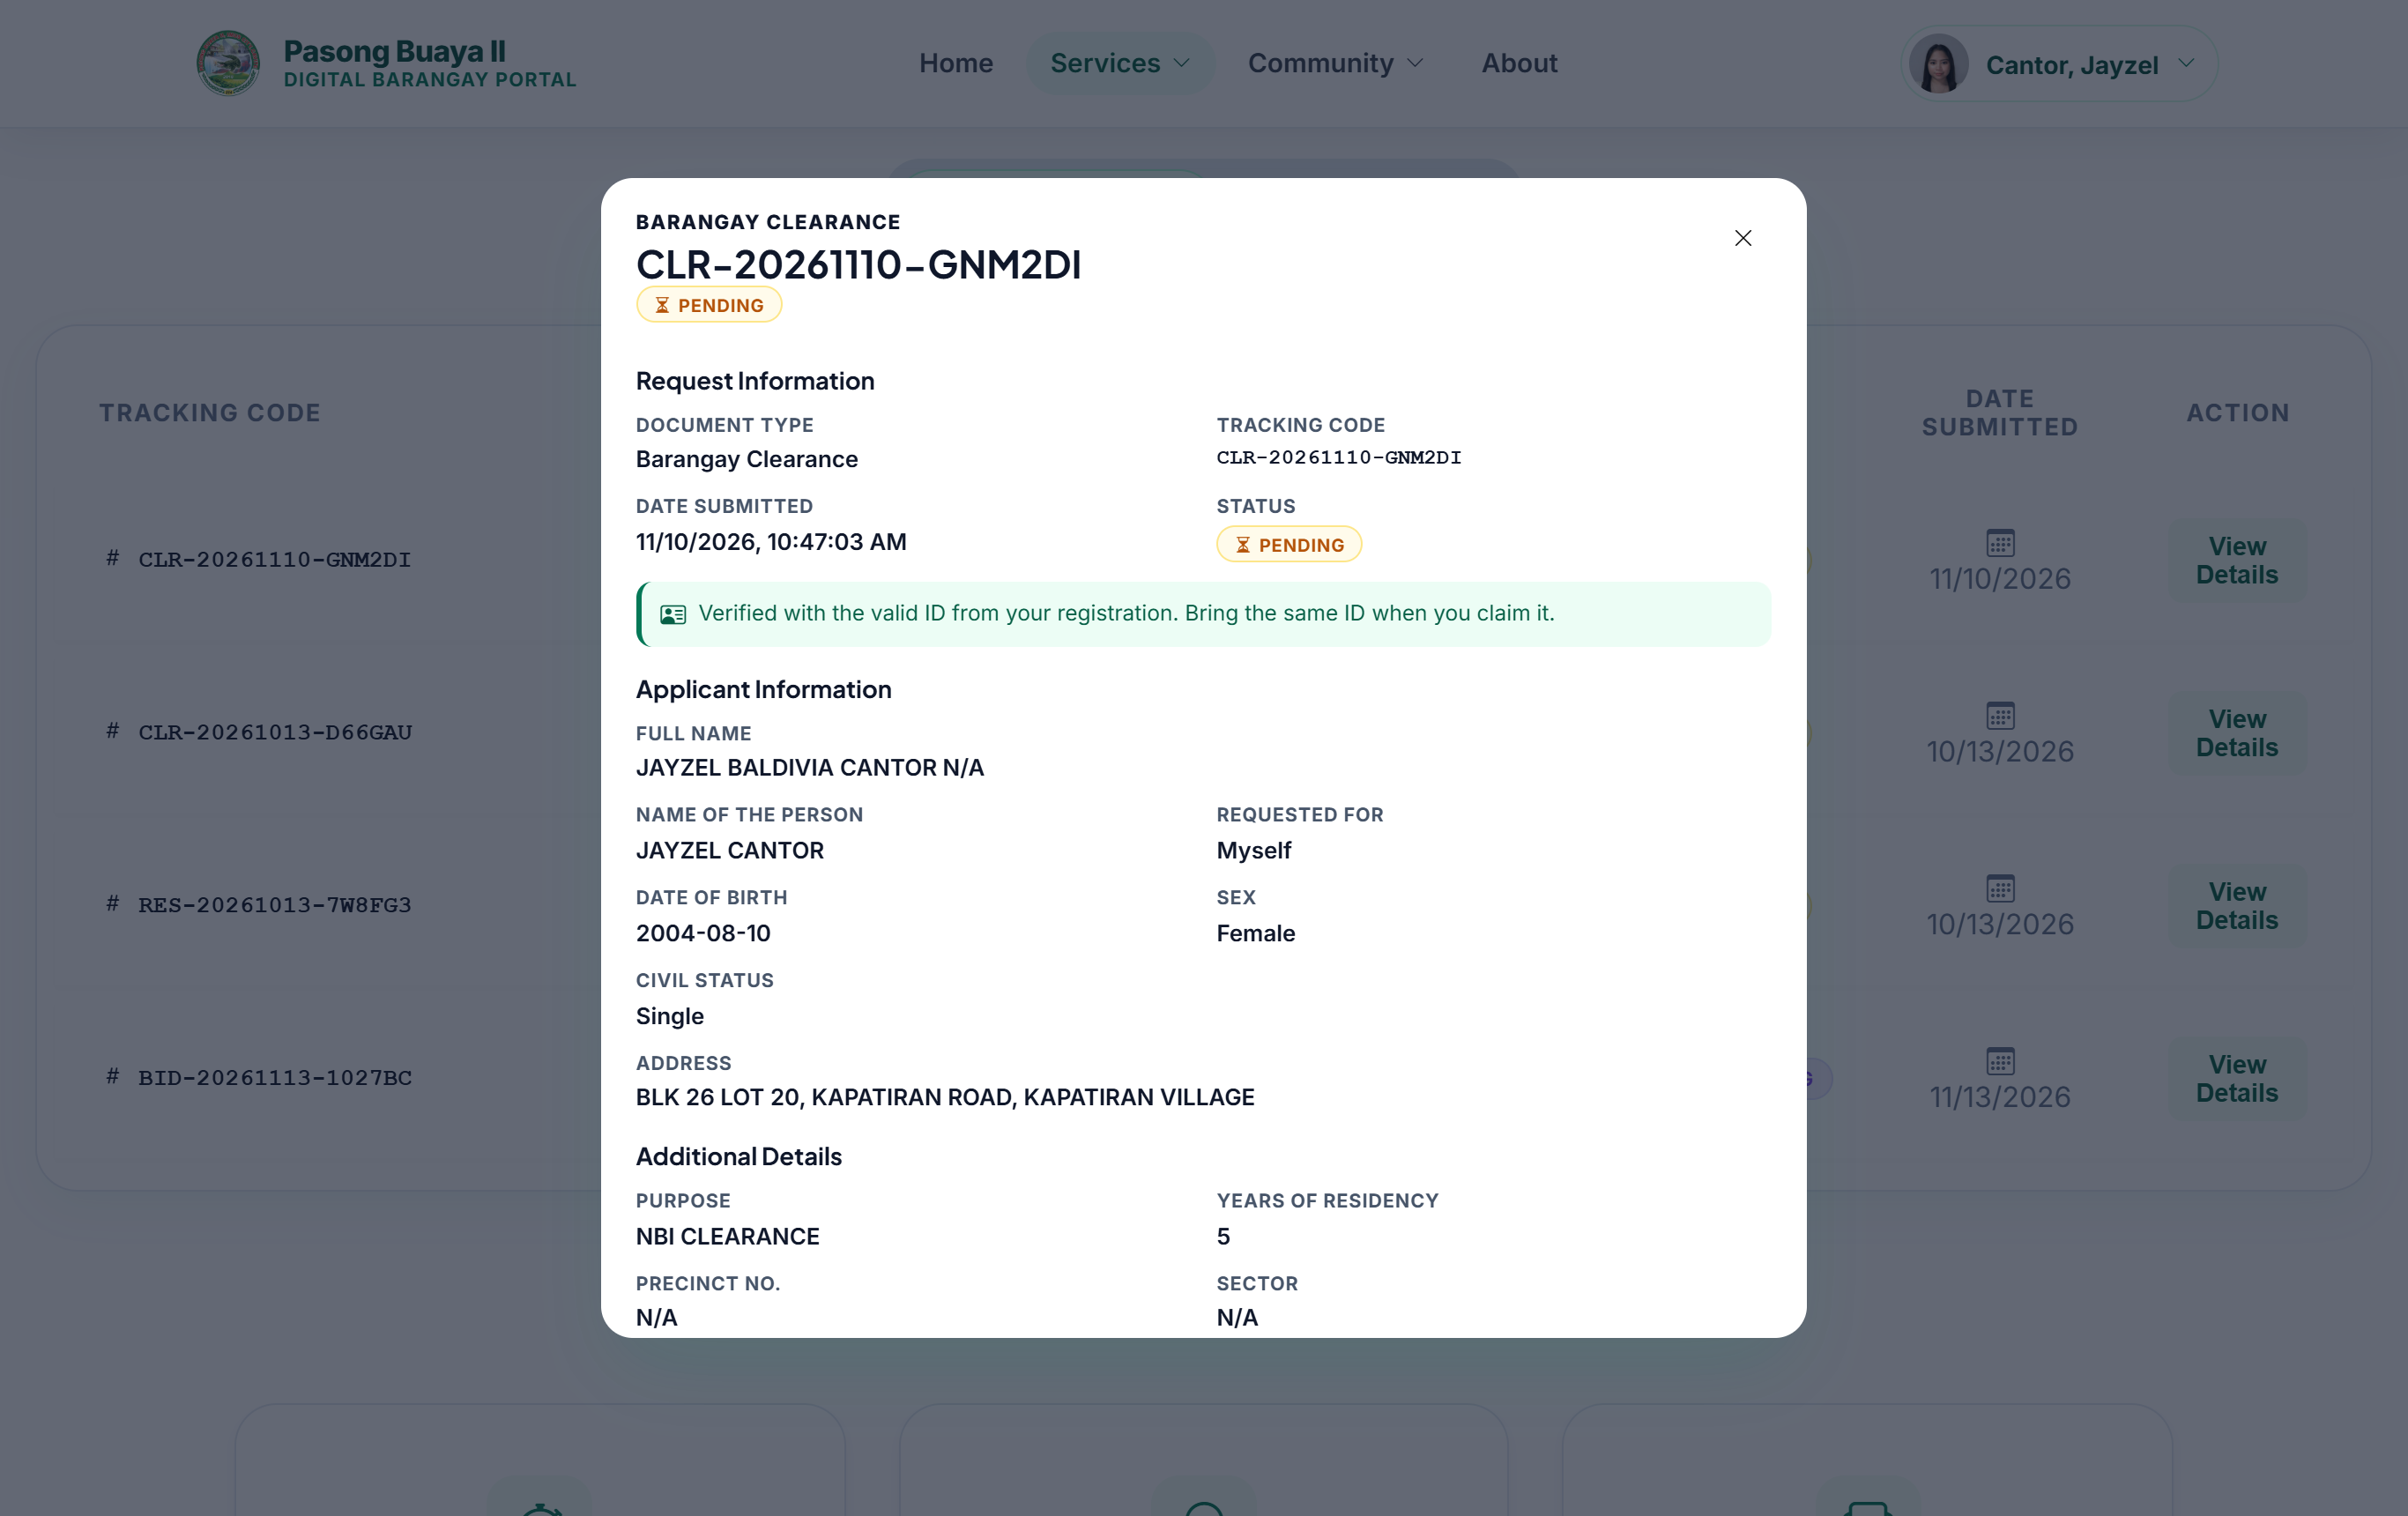 Pasong Buaya II
DIGITAL BARANGAY PORTAL
Home
Services
Community
About
Cantor, Jayzel
BARANGAY CLEARANCE
CLR-20261110-GNM2DI
PENDING
Request Information
DOCUMENT TYPE
TRACKING CODE
Barangay Clearance
CLR-20261110-GNM2DI
DATE SUBMITTED
STATUS
11/10/2026, 10:47:03 AM
PENDING
Verified with the valid ID from your registration. Bring the same ID when you claim it.
Applicant Information
FULL NAME
JAYZEL BALDIVIA CANTOR N/A
NAME OF THE PERSON
REQUESTED FOR
JAYZEL CANTOR
Myself
DATE OF BIRTH
SEX
2004-08-10
Female
CIVIL STATUS
Single
ADDRESS
BLK 26 LOT 20, KAPATIRAN ROAD, KAPATIRAN VILLAGE
Additional Details
PURPOSE
YEARS OF RESIDENCY
NBI CLEARANCE
5
PRECINCT NO.
SECTOR
N/A
N/A
TRACKING CODE
DATE
SUBMITTED
ACTION
# CLR-20261110-GNM2DI
11/10/2026
View
Details
# CLR-20261013-D66GAU
10/13/2026
View
Details
# RES-20261013-7W8FG3
10/13/2026
View
Details
# BID-20261113-1027BC
11/13/2026
View
Details